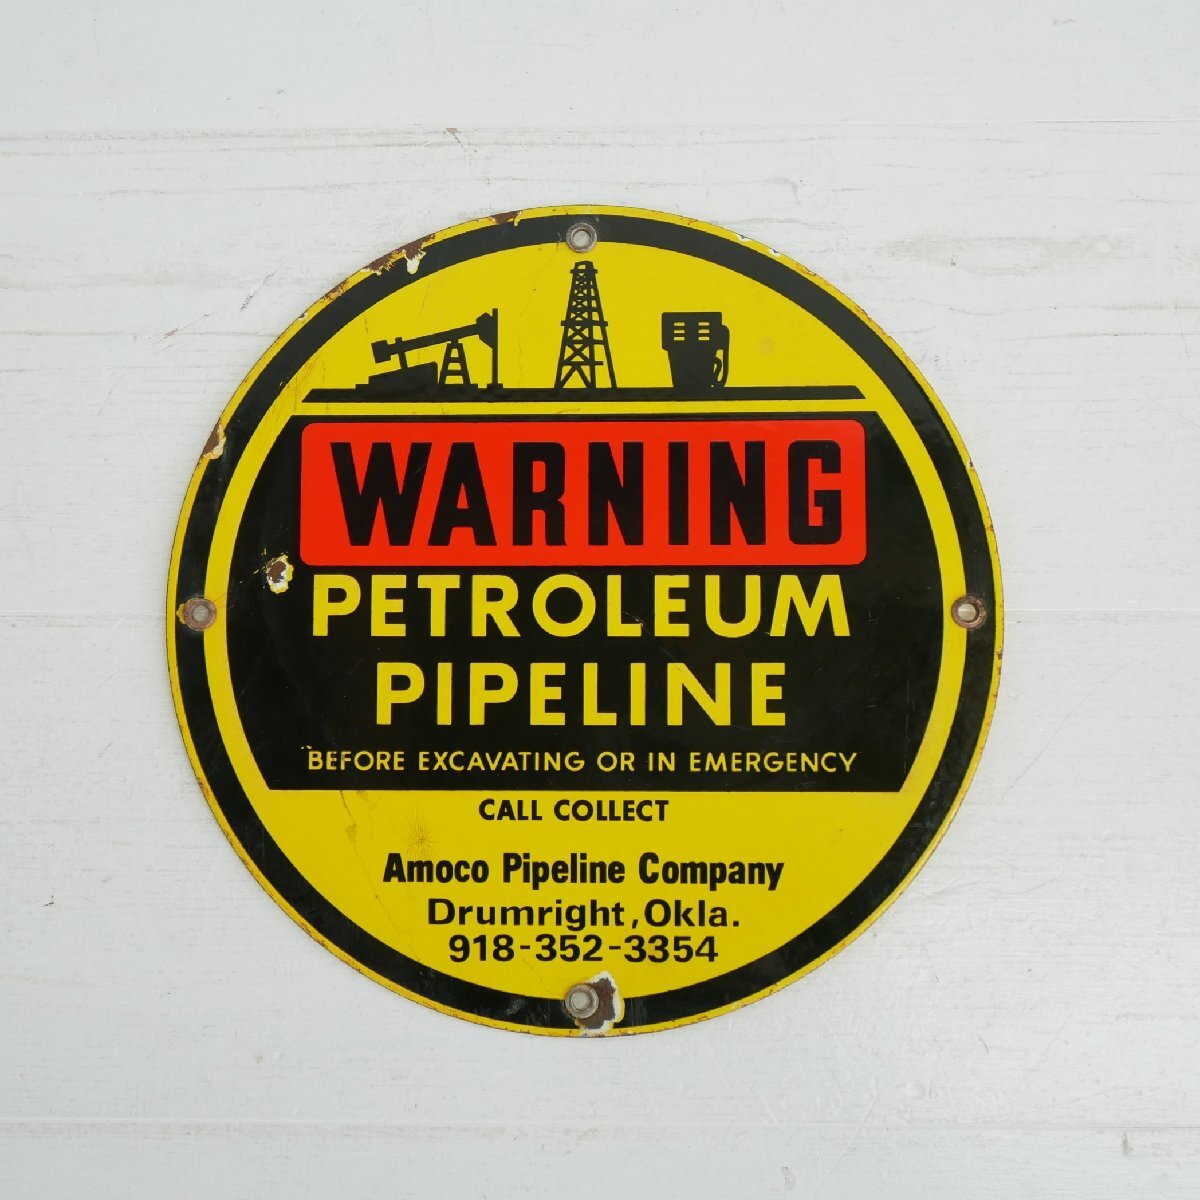 WARNING
PETROLEUM
PIPELINE
BEFORE EXCAVATING OR IN EMERGENCY
CALL COLLECT
Amoco Pipeline Company
Drumright, Okla.
918-352-3354